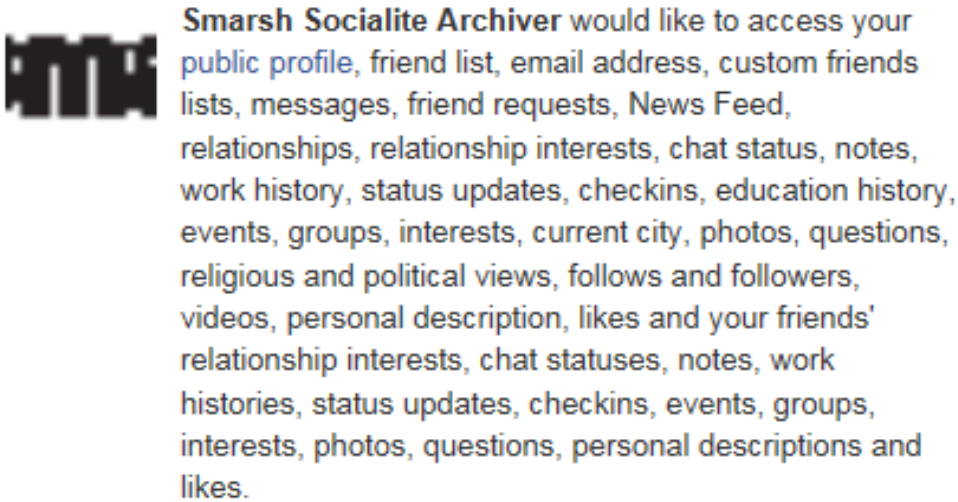 Smarsh Socialite Archiver would like to access your
public profile, friend list, email address, custom friends
lists, messages, friend requests, News Feed,
relationships, relationship interests, chat status, notes,
work history, status updates, checkins, education history,
events, groups, interests, current city, photos, questions,
religious and political views, follows and followers,
videos, personal description, likes and your friends'
relationship interests, chat statuses, notes, work
histories, status updates, checkins, events, groups,
interests, photos, questions, personal descriptions and
likes.